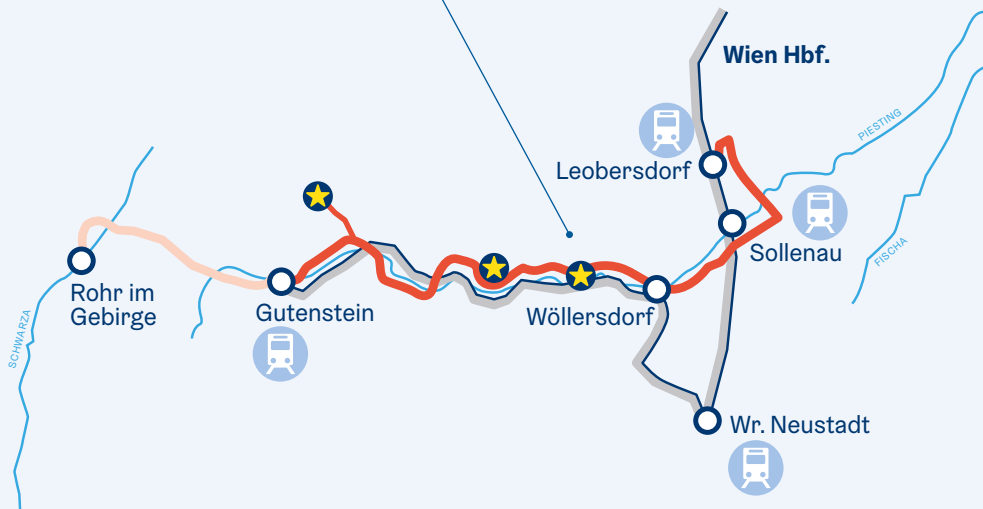 Wien Hbf.
PIESTING
Leobersdorf
Sollenau
FISCHA
Rohr im
Gebirge
Gutenstein
Wöllersdorf
SCHWARZA
Wr. Neustadt